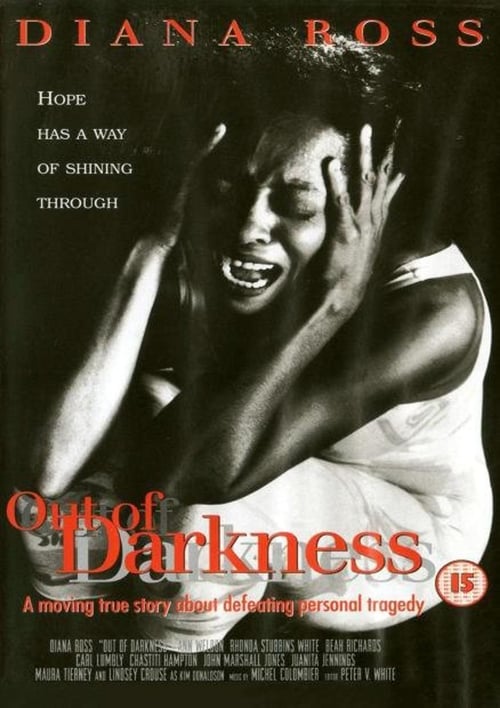 DIANA ROSS
HOPE
HAS A WAY
OF SHINING
THROUGH
Out of
Darkness
15
A moving true story about defeating personal tragedy
DIANA ROSS "OUT OF DARKNESS" ANN WELDON RHONDA STUBBINS WHITE BEAH RICHARDS
CARL LUMBLY CHASTITI HAMPTON JOHN MARSHALL JONES JUANITA JENNINGS
MAURA TIERNEY AND LINDSEY CROUSE AS KIM DONALDSON MUSIC BY MICHEL COLOMBIER EDITOR PETER V. WHITE